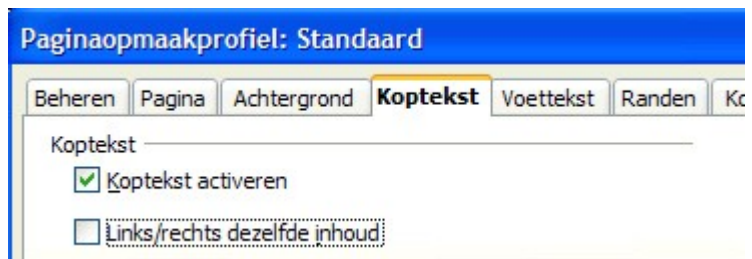 Paginaopmaakprofiel: Standaard
Beheren Pagina Achtergrond Koptekst Voettekst Randen
Koptekst
Koptekst activeren
Links/rechts dezelfde inhoud